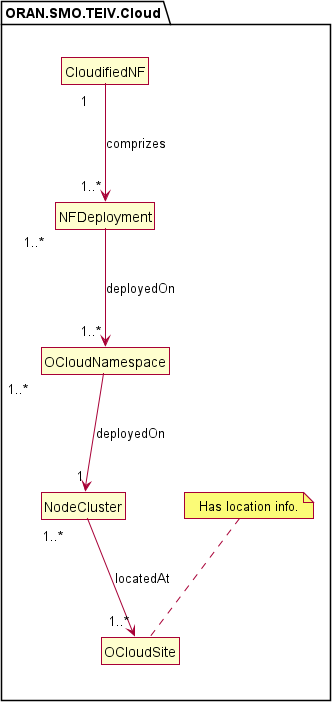 ORAN.SMO.TEIV.Cloud
CloudifiedNF
1
comprizes
1..*
NFDeployment
1..*
deployedOn
1..*
OCloudNamespace
1..*
deployedOn
1
NodeCluster
Has location info.
1..*
locatedAt
1..*
OCloudSite